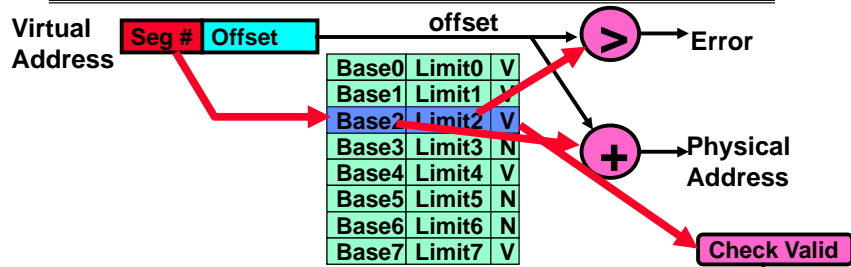 Virtual Address
Seg # Offset
offset
>
Error
Base0 Limit0 V
Base1 Limit1 V
Base2 Limit2 V
Base3 Limit3 N
Base4 Limit4 V
Base5 Limit5 N
Base6 Limit6 N
Base7 Limit7 V
+
Physical Address
Check Valid